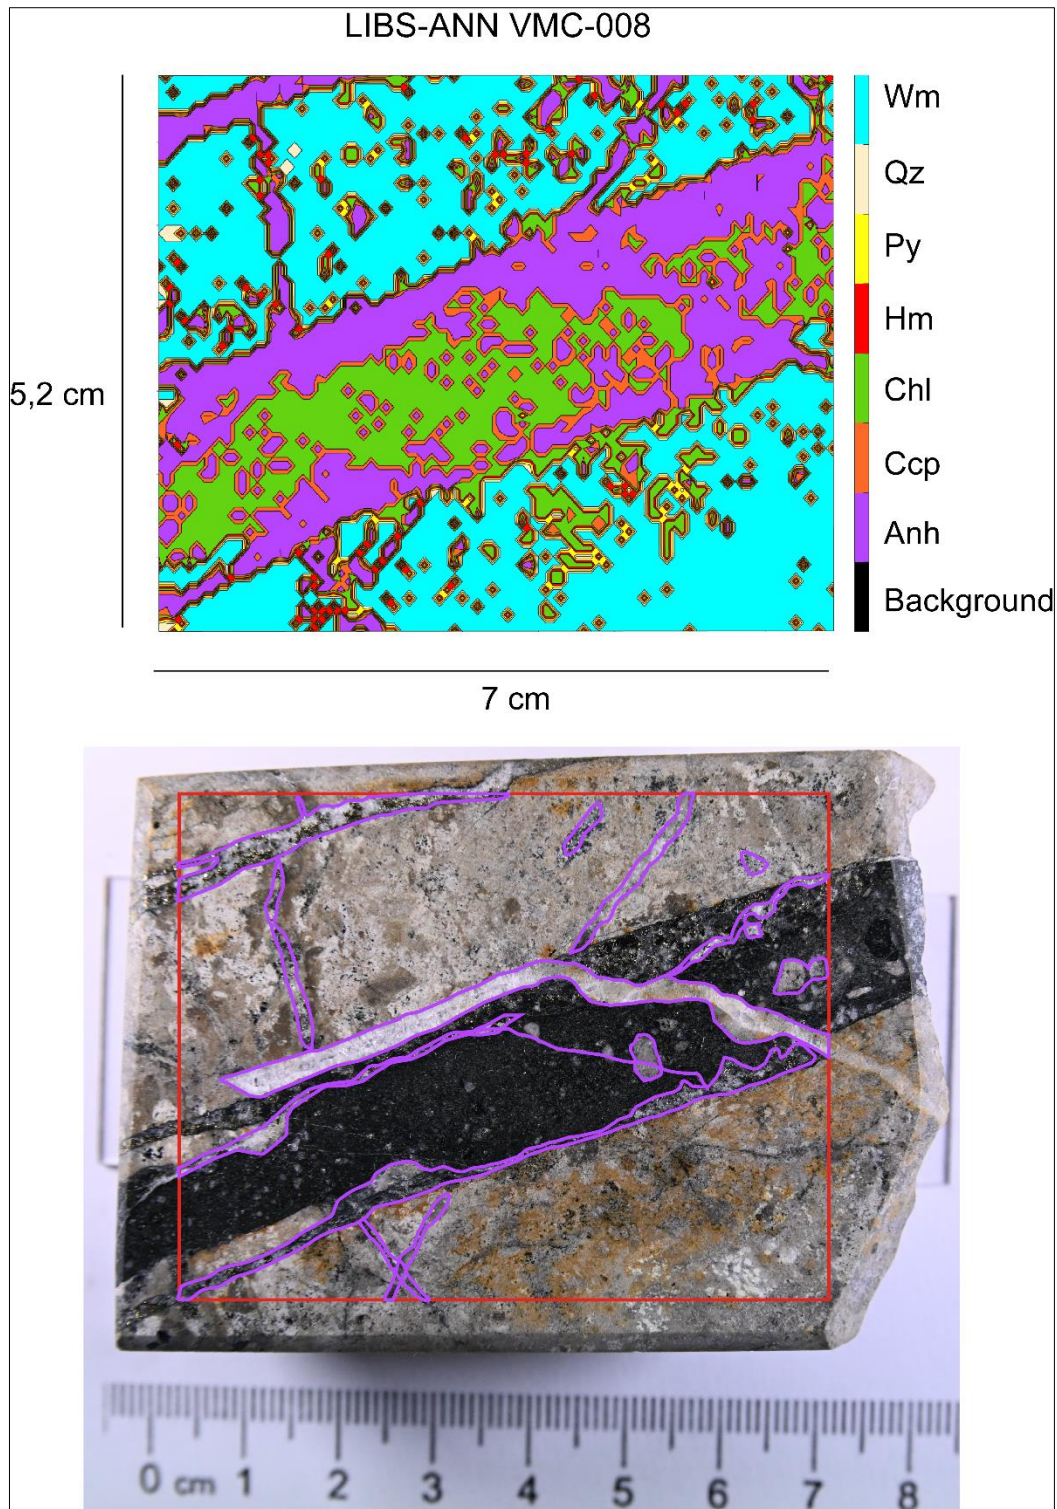 LIBS-ANN VMC-008
Wm
Qz
Py
Hm
Chl
Ccp
Anh
Background
5,2 cm
7 cm
0 cm 1 2 3 4 5 6 7 8